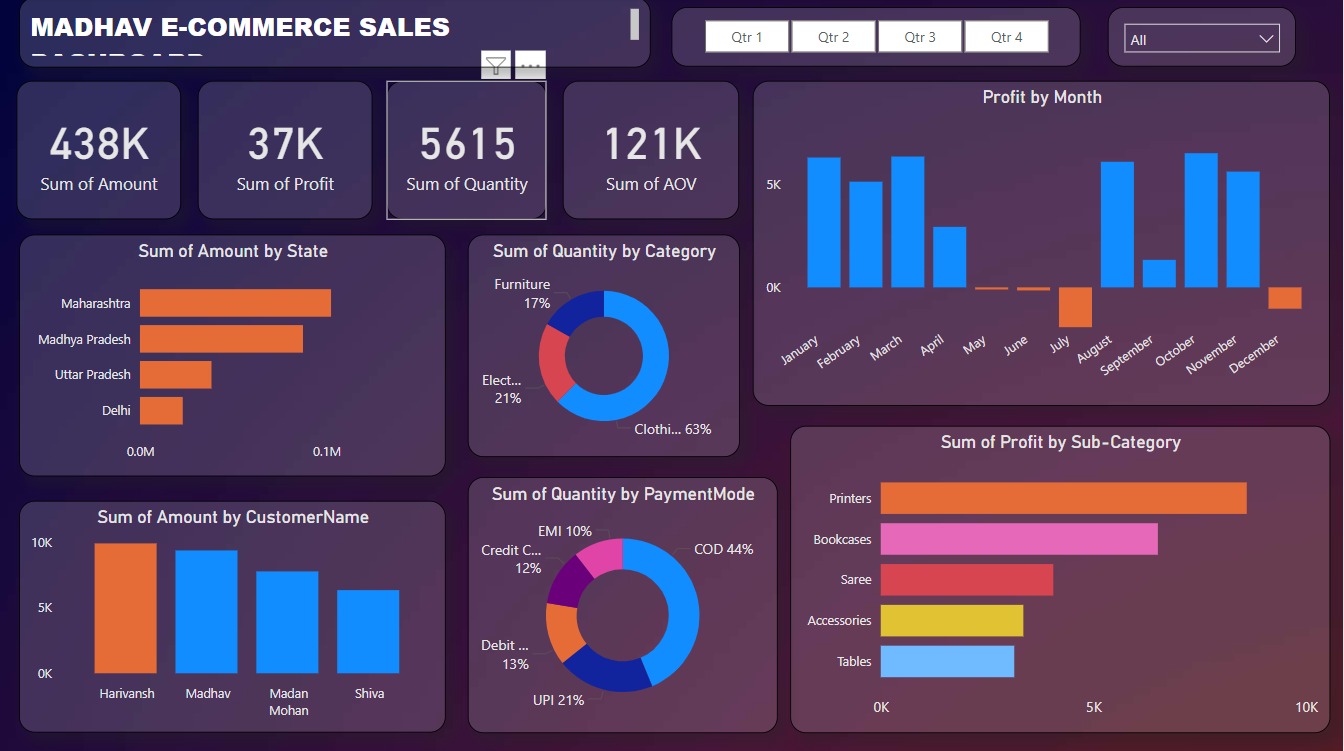 MADHAV E-COMMERCE SALES
DASHBOARD
Qtr 1
Qtr 2
Qtr 3
Qtr 4
All
438K
Sum of Amount
37K
Sum of Profit
5615
Sum of Quantity
121K
Sum of AOV
Profit by Month
5K
0K
January
February
March
April
May
June
July
August
September
October
November
December
Sum of Amount by State
Maharashtra
Madhya Pradesh
Uttar Pradesh
Delhi
0.0M
0.1M
Sum of Quantity by Category
Furniture
17%
Elect...
21%
Clothi... 63%
Sum of Amount by CustomerName
10K
5K
0K
Harivansh
Madhav
Madan
Mohan
Shiva
Sum of Quantity by PaymentMode
EMI 10%
Credit C...
12%
Debit ...
13%
UPI 21%
COD 44%
Sum of Profit by Sub-Category
Printers
Bookcases
Saree
Accessories
Tables
0K
5K
10K